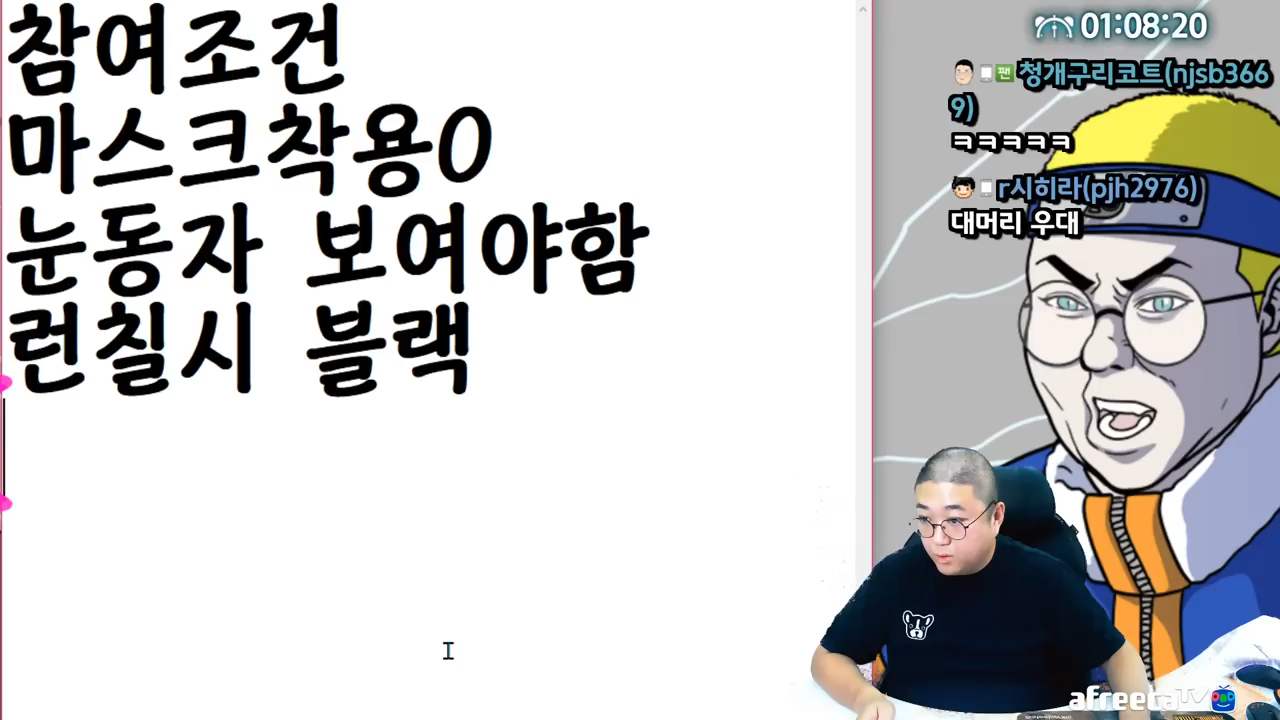 참여조건
마스크착용O
눈동자 보여야함
런칠시 블랙
01:08:20
팬 청개구리코트(njsb366
9)
ㅋㅋㅋㅋㅋ
r시히라(pjh2976)
대머리 우대
afreecaTV